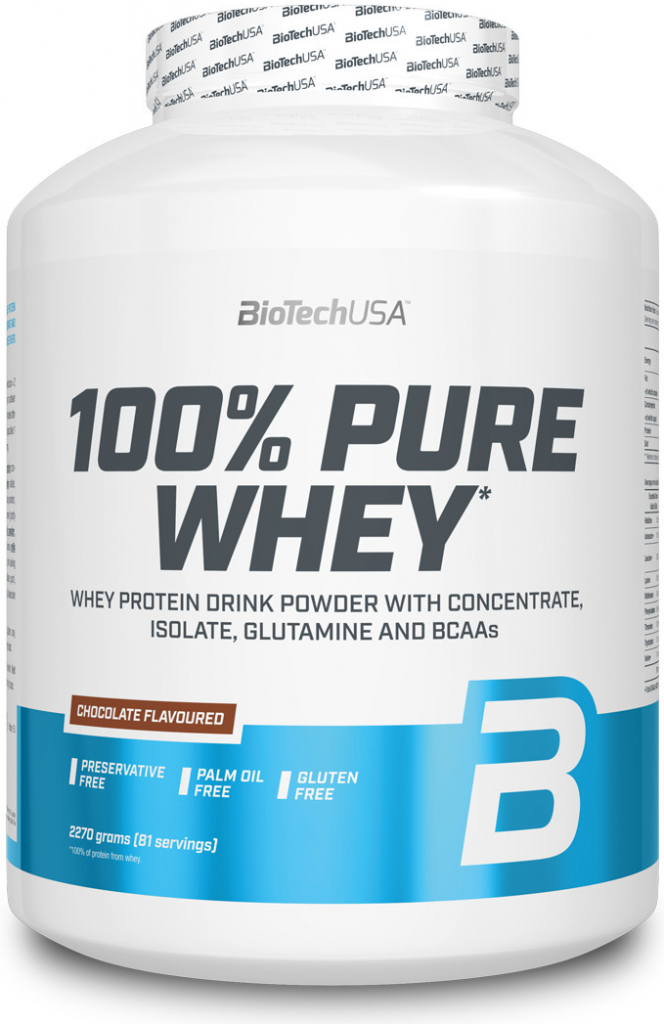 BioTechUSA™
100% PURE
WHEY*
WHEY PROTEIN DRINK POWDER WITH CONCENTRATE,
ISOLATE, GLUTAMINE AND BCAAs
CHOCOLATE FLAVOURED
PRESERVATIVE
FREE
PALM OIL
FREE
GLUTEN
FREE
2270 grams (81 servings)
*100% of protein from whey.
B